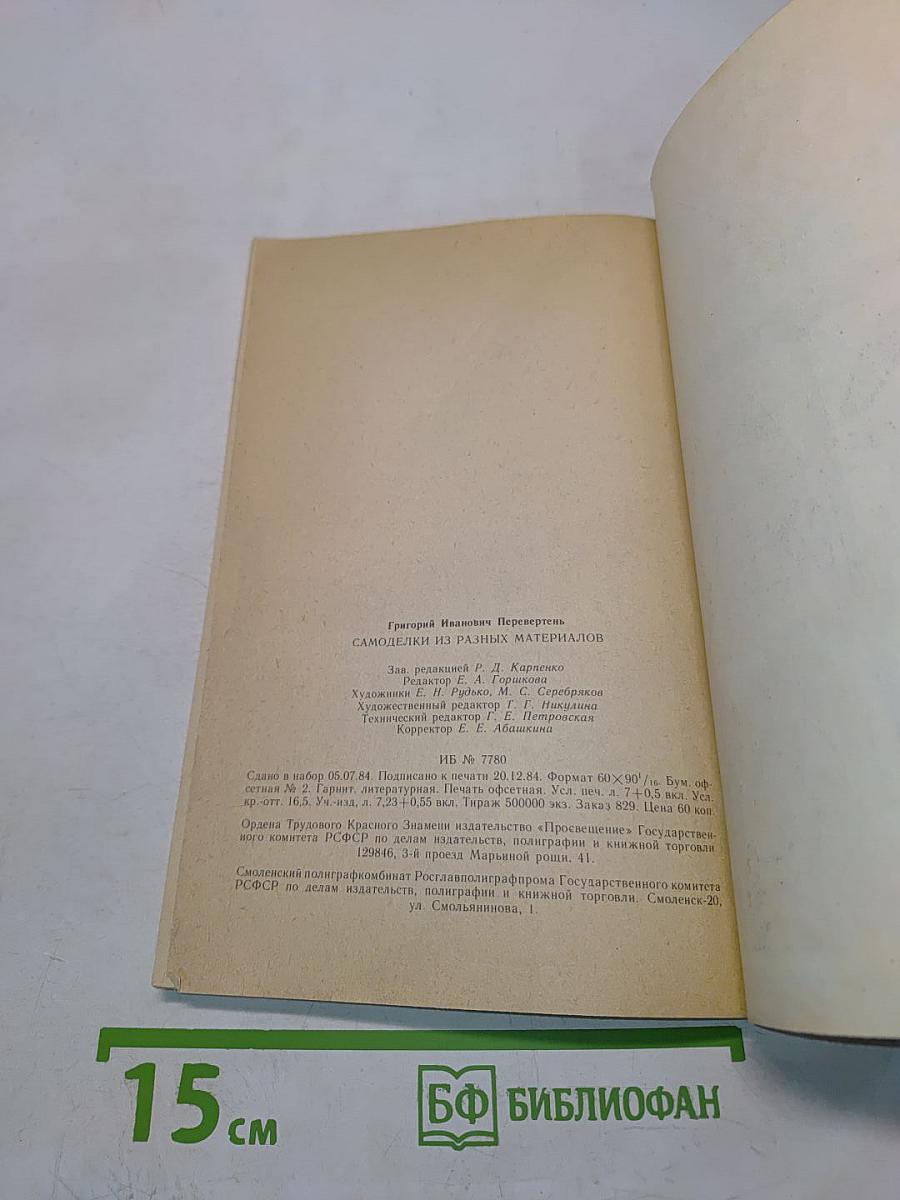 Григорий Иванович Перевертень
САМОДЕЛКИ ИЗ РАЗНЫХ МАТЕРИАЛОВ
Зав. редакцией Р. Д. Карпенко
Редактор Е. А. Горшкова
Художники Е. Н. Рудько, М. С. Серебряков
Художественный редактор Г. Г. Никулина
Технический редактор Г. Е. Петровская
Корректор Е. Е. Абашкина
ИБ № 7780
Сдано в набор 05.07.84. Подписано к печати 20.12.84. Формат 60×90¹/₁₆. Бум. оф-
сетная № 2. Гарнит. литературная. Печать офсетная. Усл. печ. л. 7+0,5 вкл. Усл.
кр.-отт. 16,5. Уч.-изд. л. 7,23+0,55 вкл. Тираж 500000 экз. Заказ 829. Цена 60 коп.
Ордена Трудового Красного Знамени издательство «Просвещение» Государствен-
ного комитета РСФСР по делам издательств, полиграфии и книжной торговли.
129846, 3-й проезд Марьиной рощи, 41.
Смоленский полиграфкомбинат Росглавполиграфпрома Государственного комитета
РСФСР по делам издательств, полиграфии и книжной торговли. Смоленск-20,
ул. Смольянинова, 1.
15 см
БФ БИБЛИОФАН